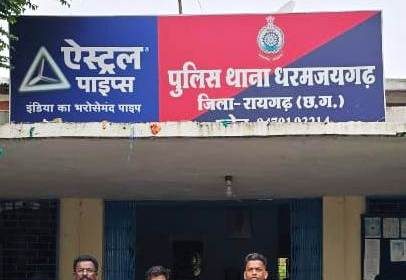 ऐस्ट्रल
पाइप्स
इंडिया का भरोसेमंद पाइप
पुलिस थाना धरमजयगढ़
जिला-रायगढ़ (छ.ग.)